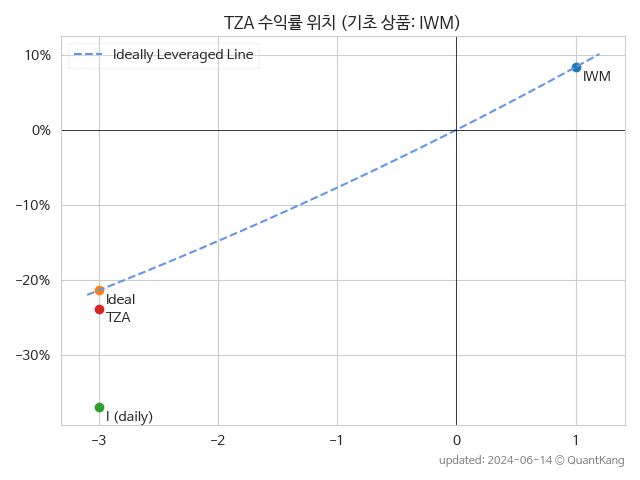 TZA 수익률 위치 (기초 상품: IWM)
Ideally Leveraged Line
10%
0%
−10%
−20%
−30%
IWM
Ideal
TZA
I (daily)
−3
−2
−1
0
1
updated: 2024-06-14 © QuantKang